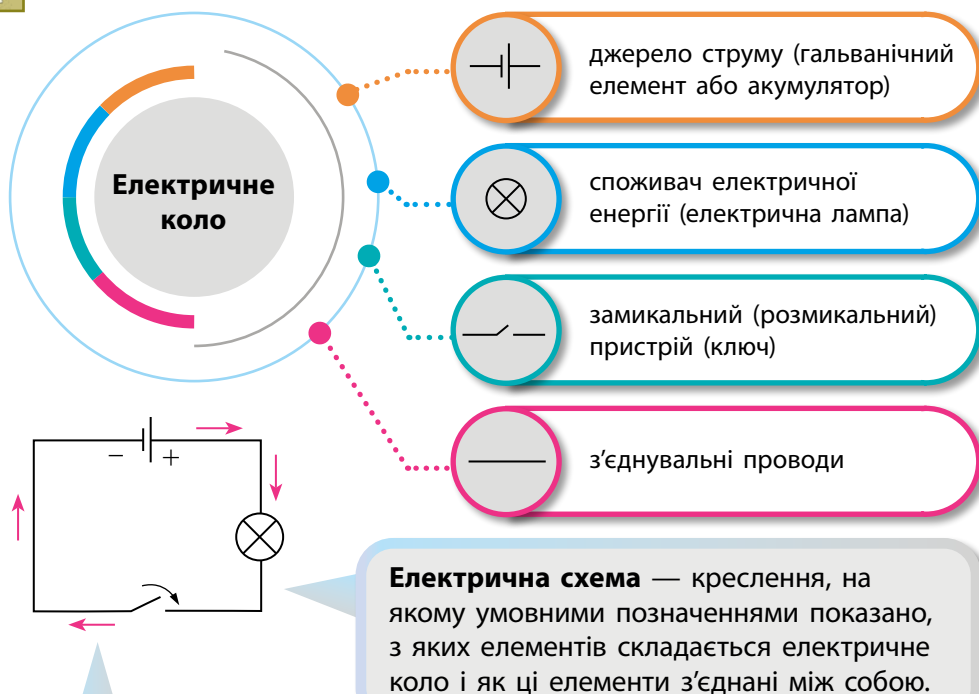 Електричне
коло
джерело струму (гальванічний
елемент або акумулятор)
споживач електричної
енергії (електрична лампа)
замикальний (розмикальний)
пристрій (ключ)
з'єднувальні проводи
− +
Електрична схема — креслення, на
якому умовними позначеннями показано,
з яких елементів складається електричне
коло і як ці елементи з'єднані між собою.